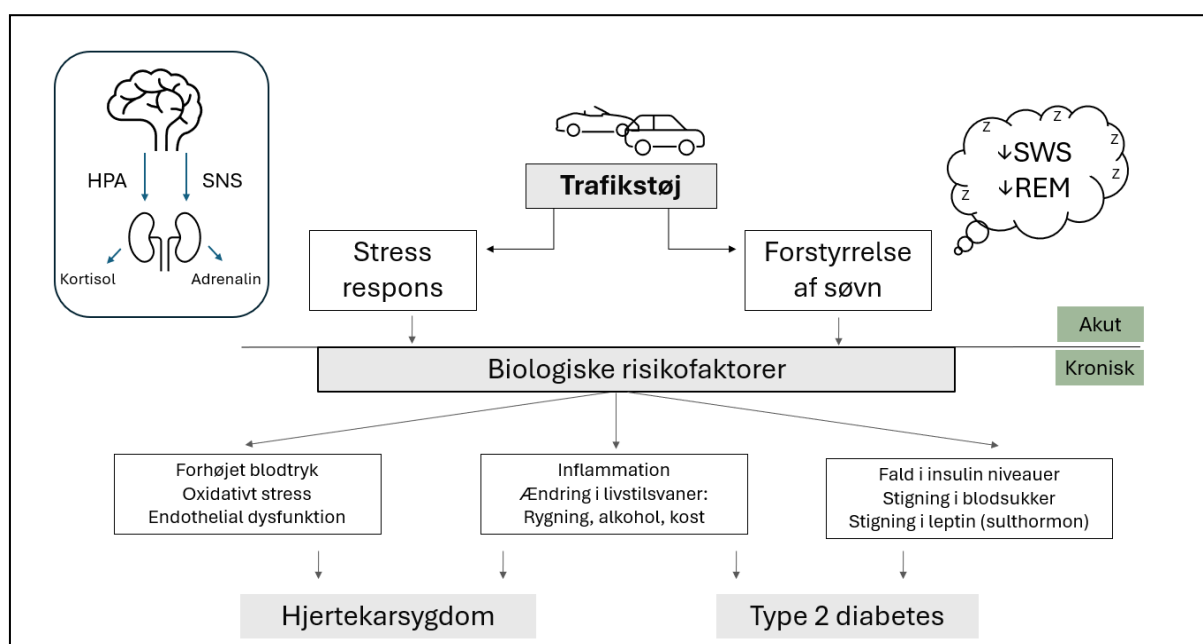 HPA
SNS
Kortisol
Adrenalin
Trafikstøj
Z
Z
Z
Z
Z
Z
↓SWS
↓REM
Stress
respons
Forstyrrelse
af søvn
Akut
Kronisk
Biologiske risikofaktorer
Forhøjet blodtryk
Oxidativt stress
Endothelial dysfunktion
Inflammation
Ændring i livstilsvaner:
Rygning, alkohol, kost
Fald i insulin niveauer
Stigning i blodsukker
Stigning i leptin (sulthormon)
Hjertekarsygdom
Type 2 diabetes